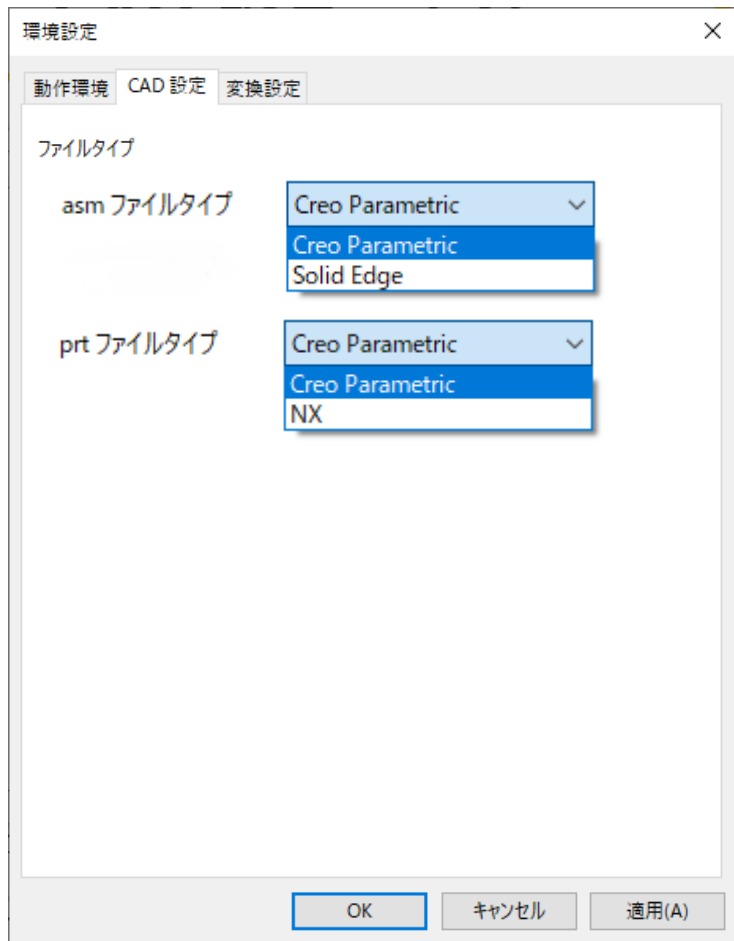 環境設定
動作環境 CAD 設定 変換設定
ファイルタイプ
asm ファイルタイプ Creo Parametric
Creo Parametric
Solid Edge
prt ファイルタイプ Creo Parametric
Creo Parametric
NX
OK キャンセル 適用(A)